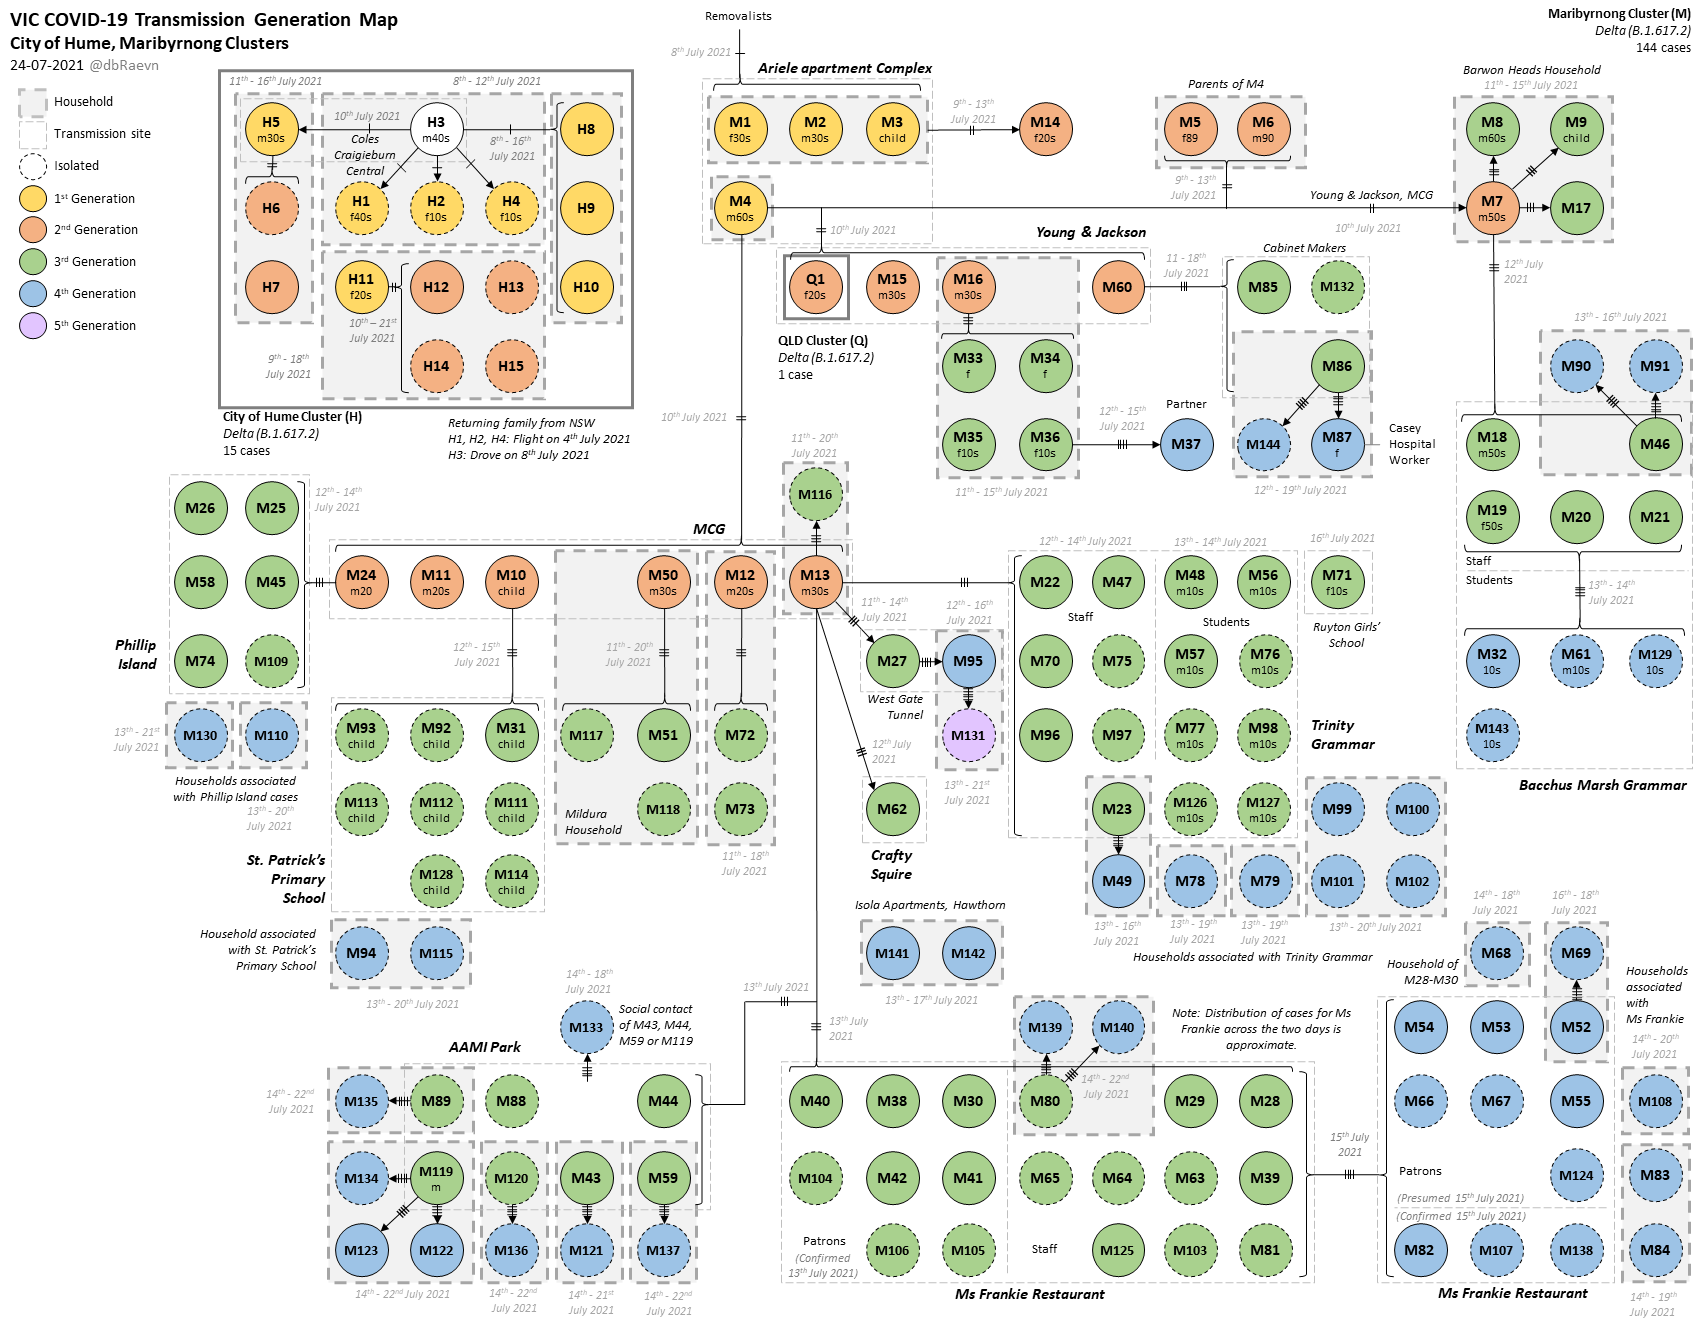 VIC COVID-19 Transmission Generation Map
City of Hume, Maribyrnong Clusters
24-07-2021 @dbRaevn
Household
Transmission site
Isolated
1st Generation
2nd Generation
3rd Generation
4th Generation
5th Generation
Maribyrnong Cluster (M)
Delta (B.1.617.2)
144 cases
11th - 16th July 2021
8th - 12th July 2021
H5
m30s
10th July 2021
H3
m40s
Coles
Craigieburn
Central
8th - 16th
July 2021
H8
H6
H1
f40s
H2
f10s
H4
f10s
H9
H7
H11
f20s
H12
H13
H10
10th – 21st
July 2021
9th - 18th
July 2021
H14
H15
City of Hume Cluster (H)
Delta (B.1.617.2)
15 cases
Returning family from NSW
H1, H2, H4: Flight on 4th July 2021
H3: Drove on 8th July 2021
Removalists
8th July 2021
Ariele apartment Complex
M1
f30s
M2
m30s
M3
child
9th - 13th
July 2021
M14
f20s
M4
m60s
Parents of M4
M5
f89
M6
m90
9th - 13th
July 2021
Young & Jackson, MCG
10th July 2021
Barwon Heads Household
11th - 15th July 2021
M8
m60s
M9
child
M7
m50s
M17
10th July 2021
Young & Jackson
Q1
f20s
M15
m30s
M16
m30s
M60
QLD Cluster (Q)
Delta (B.1.617.2)
1 case
M33
f
M34
f
M35
f10s
M36
f10s
11th - 15th July 2021
12th - 15th
July 2021
Partner
M37
11 - 18th
July 2021
Cabinet Makers
M85
M132
M86
M144
M87
f
Casey
Hospital
Worker
12th - 19th July 2021
12th July
2021
13th - 16th July 2021
M90
M91
M18
m50s
M46
M19
f50s
M20
M21
Staff
Students
13th - 14th
July 2021
M32
10s
M61
m10s
M129
10s
M143
10s
Bacchus Marsh Grammar
10th July 2021
11th - 20th
July 2021
M116
MCG
M24
m20
M11
m20s
M10
child
M50
m30s
M12
m20s
M13
m30s
M26
M25
12th - 14th
July 2021
M58
M45
Phillip
Island
M74
M109
13th - 21st
July 2021
M130
M110
Households associated
with Phillip Island cases
13th - 20th
July 2021
12th - 15th
July 2021
M93
child
M92
child
M31
child
M113
child
M112
child
M111
child
M128
child
M114
child
St. Patrick’s
Primary
School
Household associated
with St. Patrick’s
Primary School
M94
M115
13th - 20th July 2021
11th - 20th
July 2021
M117
M51
Mildura
Household
M118
M72
M73
11th - 18th
July 2021
11th - 14th
July 2021
12th - 16th
July 2021
M27
M95
West Gate
Tunnel
M131
13th - 21st
July 2021
12th July
2021
M62
Crafty
Squire
Isola Apartments, Hawthorn
M141
M142
13th - 17th July 2021
12th - 14th July 2021
13th - 14th July 2021
M22
M47
M48
m10s
M56
m10s
Staff
Students
M70
M75
M57
m10s
M76
m10s
M96
M97
M77
m10s
M98
m10s
M23
M126
m10s
M127
m10s
Trinity
Grammar
16th July 2021
M71
f10s
Ruyton Girls’
School
M49
M78
M79
M99
M100
M101
M102
13th - 16th
July 2021
13th - 19th
July 2021
13th - 19th
July 2021
13th - 20th July 2021
Households associated with Trinity Grammar
13th July 2021
13th July
2021
14th - 18th
July 2021
M133
Social contact
of M43, M44,
M59 or M119
AAMI Park
14th - 22nd
July 2021
M135
M89
M88
M44
M134
M119
m
M120
M43
M59
M123
M122
M136
M121
M137
14th - 22nd July 2021
14th - 22nd
July 2021
14th - 21st
July 2021
14th - 22nd
July 2021
M139
M140
Note: Distribution of cases for Ms
Frankie across the two days is
approximate.
M40
M38
M30
M80
14th - 22nd
July 2021
M29
M28
M104
M42
M41
M65
M64
M63
M39
Patrons
(Confirmed
13th July 2021)
M106
M105
Staff
M125
M103
M81
Ms Frankie Restaurant
15th July
2021
Household of
M28-M30
14th - 18th
July 2021
M68
16th - 18th
July 2021
M69
M54
M53
M52
M66
M67
M55
Patrons
M124
(Presumed 15th July 2021)
(Confirmed 15th July 2021)
M82
M107
M138
Ms Frankie Restaurant
Households
associated
with
Ms Frankie
14th - 20th
July 2021
M108
M83
M84
14th - 19th
July 2021